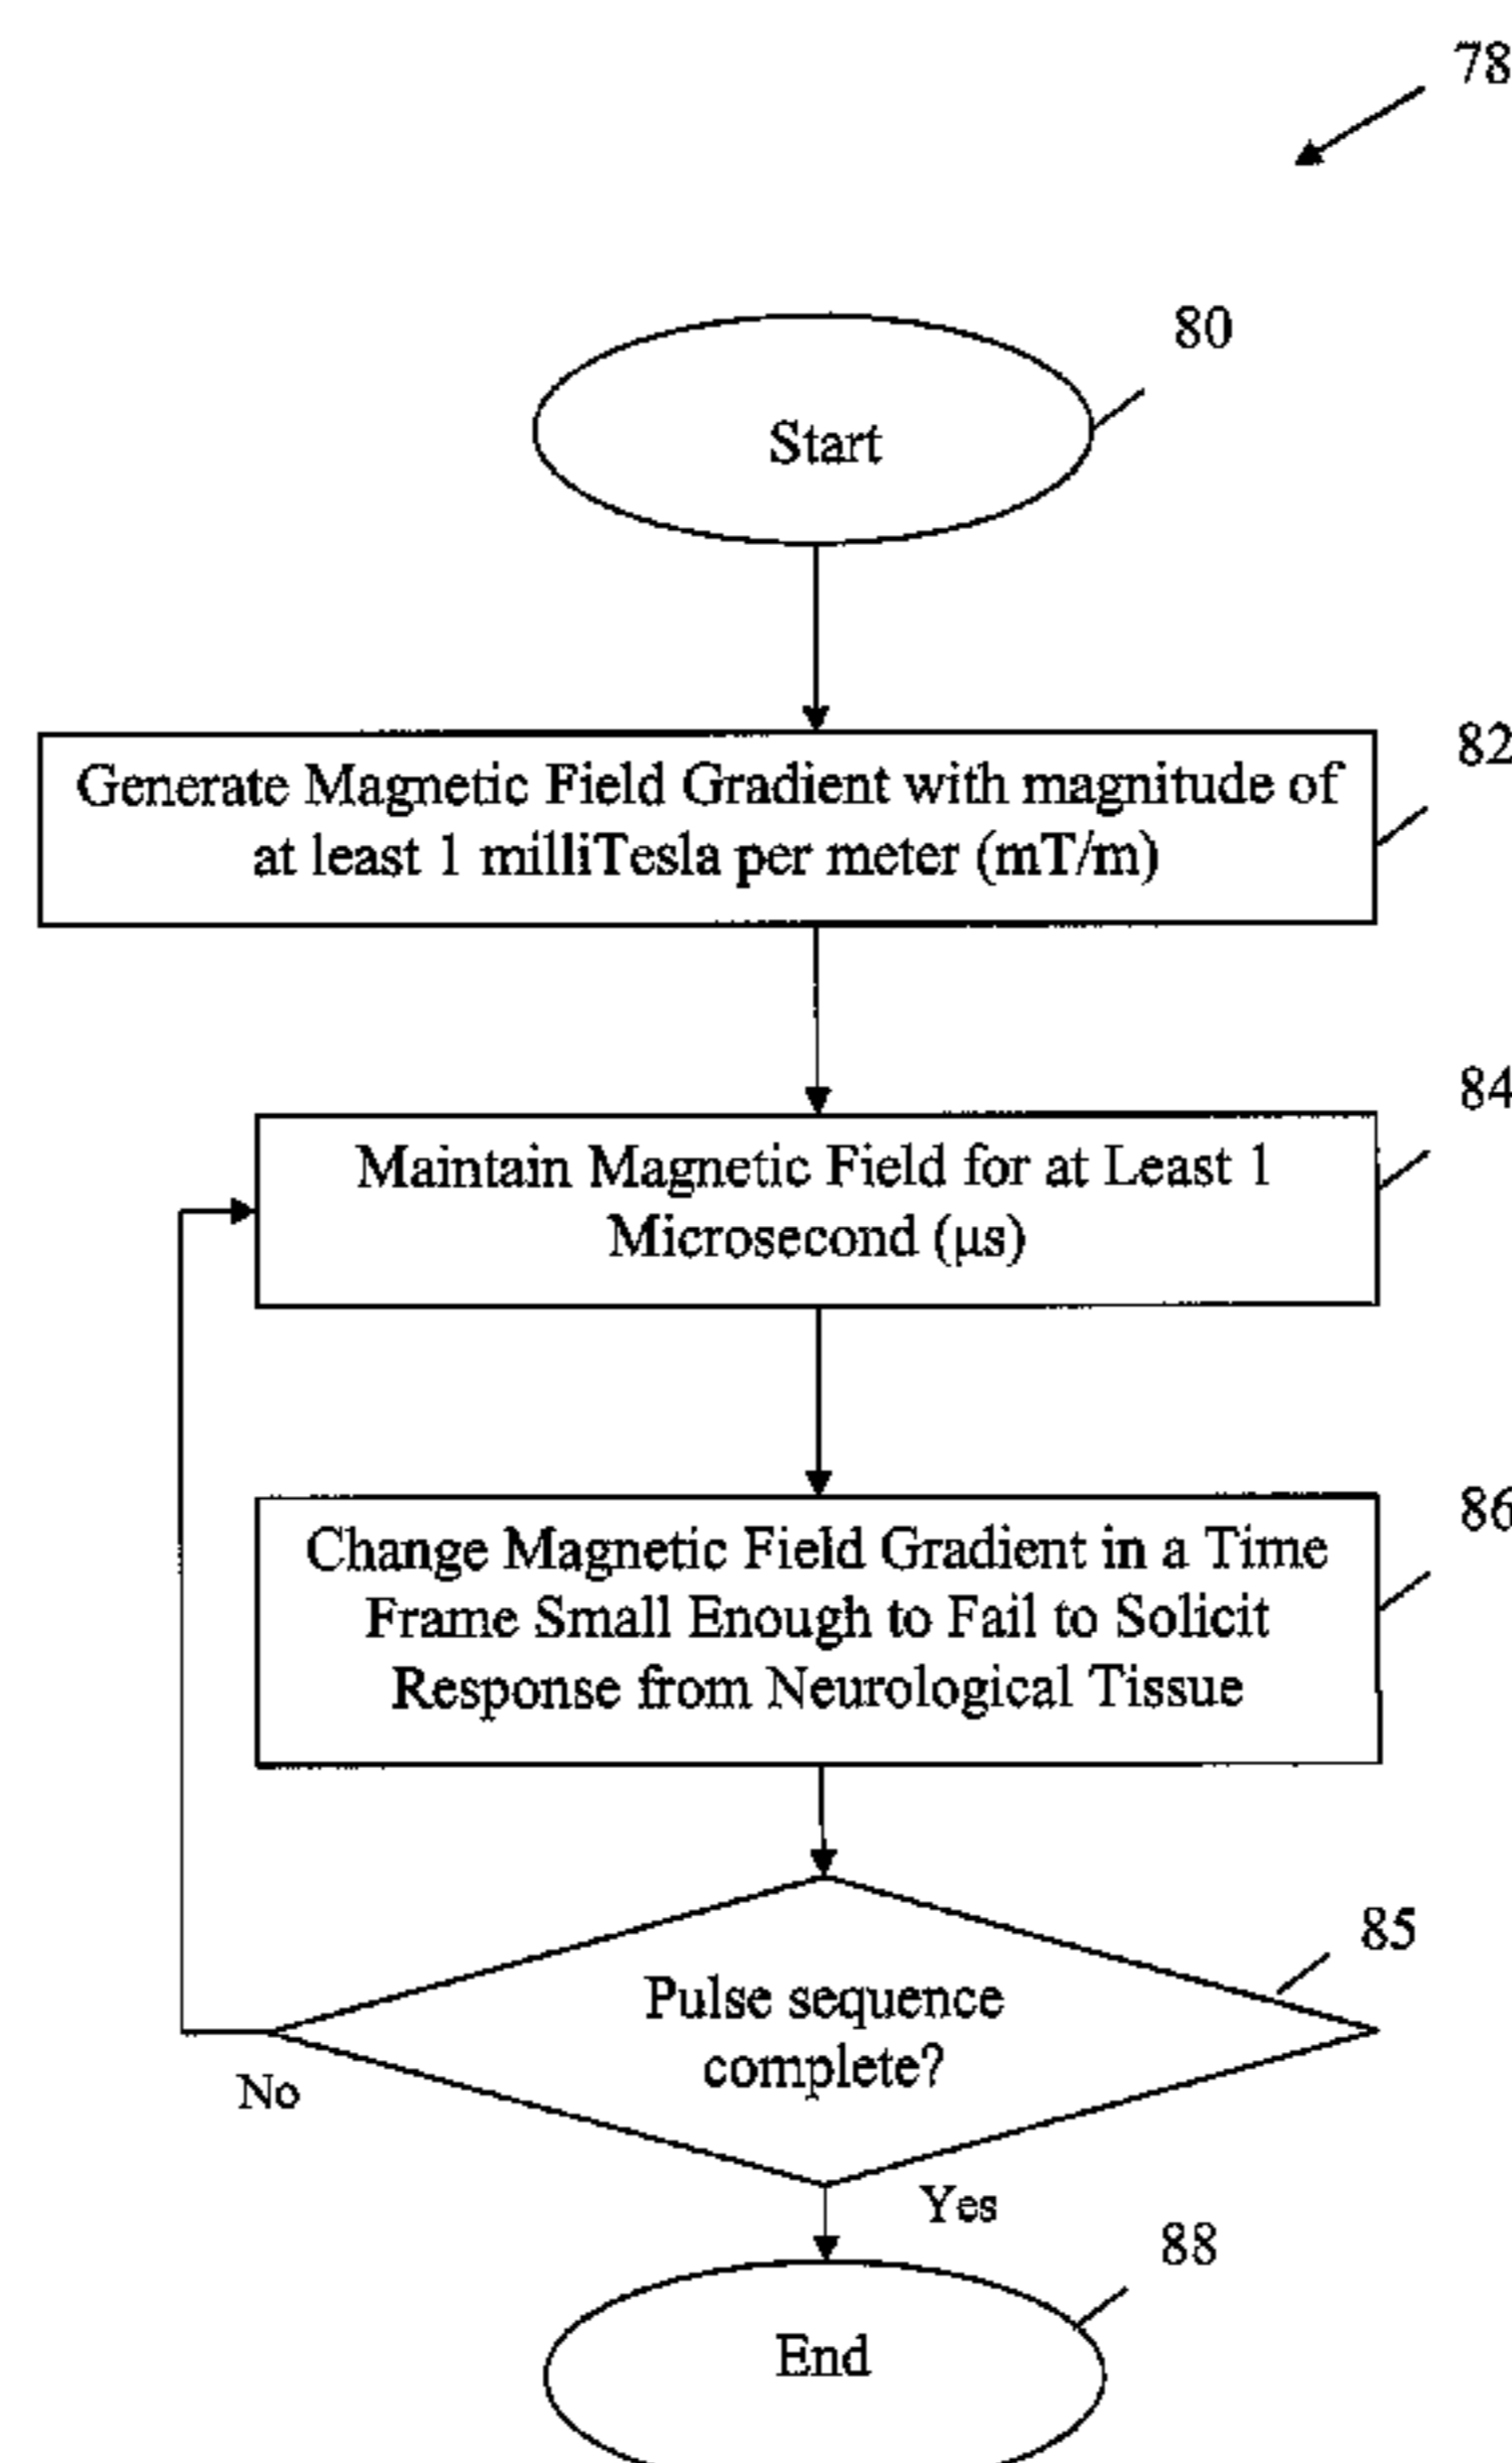 78
80
Start
82
Generate Magnetic Field Gradient with magnitude of
at least 1 milliTesla per meter (mT/m)
84
Maintain Magnetic Field for at Least 1
Microsecond (μs)
86
Change Magnetic Field Gradient in a Time
Frame Small Enough to Fail to Solicit
Response from Neurological Tissue
85
Pulse sequence
complete?
No
Yes
88
End